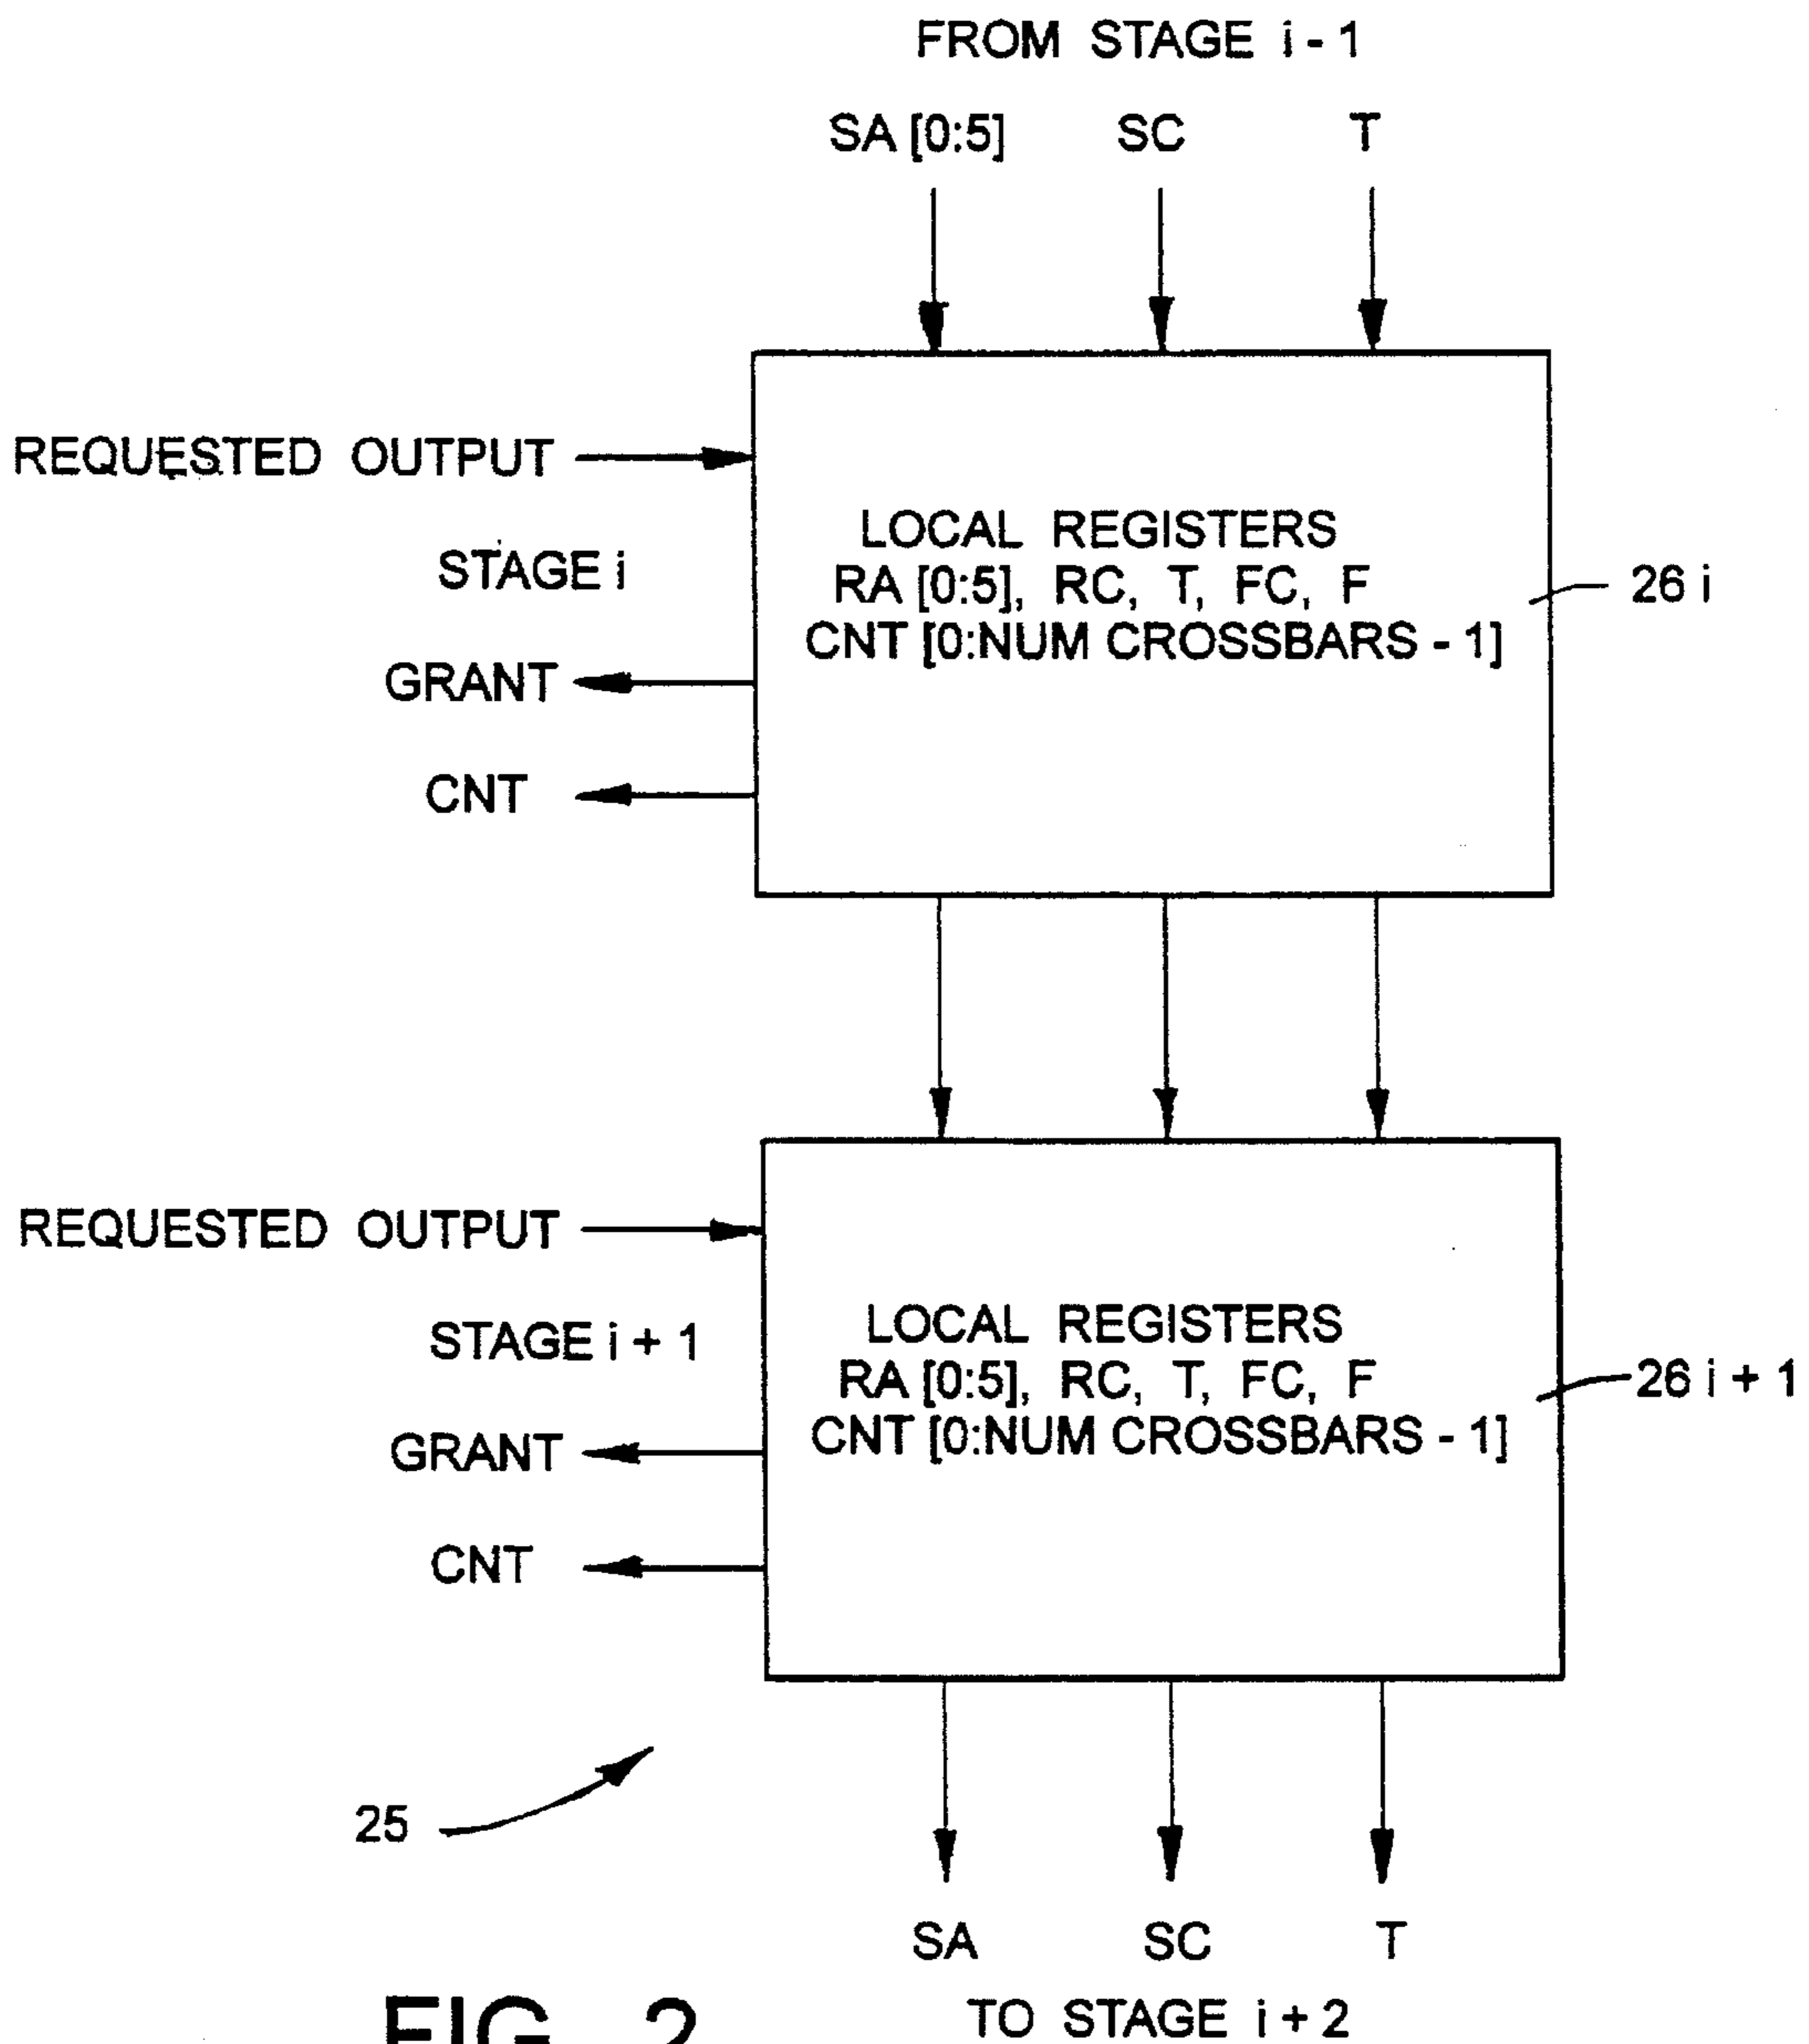 FROM STAGE i - 1
SA [0:5] SC T
REQUESTED OUTPUT
STAGE i
GRANT
CNT
LOCAL REGISTERS
RA [0:5], RC, T, FC, F
CNT [0:NUM CROSSBARS - 1]
26 i
REQUESTED OUTPUT
STAGE i + 1
GRANT
CNT
LOCAL REGISTERS
RA [0:5], RC, T, FC, F
CNT [0:NUM CROSSBARS - 1]
26 i + 1
25
SA SC T
TO STAGE i + 2
FIG. 2